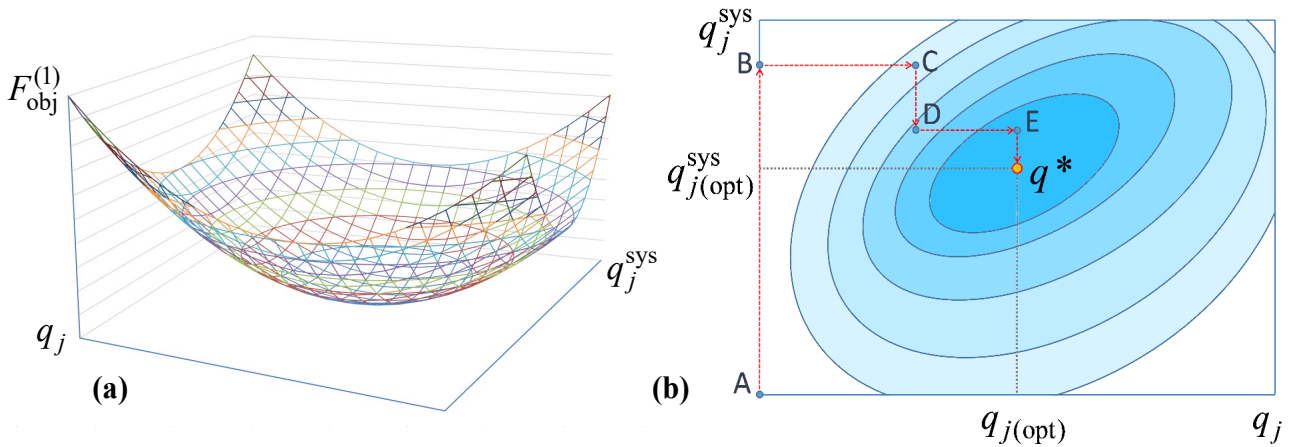 F_obj^(1)
q_j^sys
q_j
(a)
q_j^sys
B
C
D
E
q_j(opt)^sys
q*
A
(b)
q_j(opt)
q_j